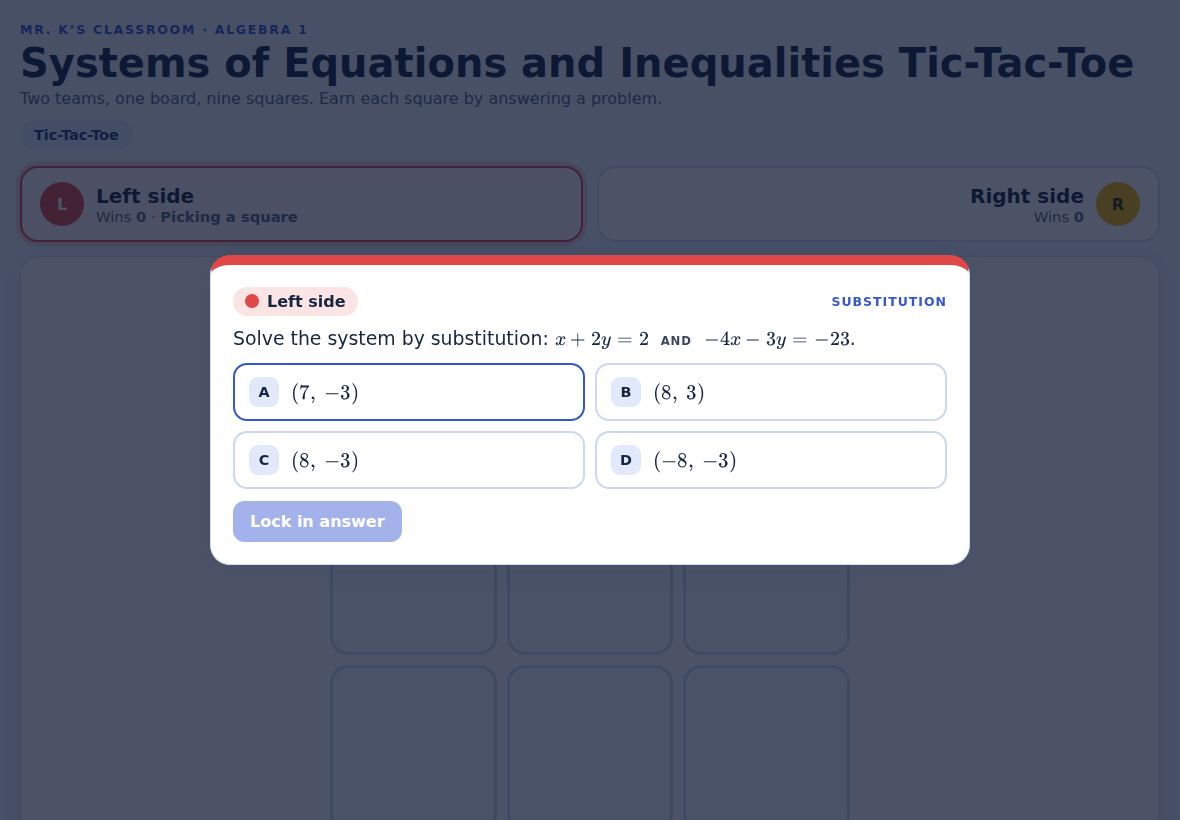 MR. K’S CLASSROOM · ALGEBRA 1
Systems of Equations and Inequalities Tic-Tac-Toe
Two teams, one board, nine squares. Earn each square by answering a problem.
Tic-Tac-Toe
L
Left side
Wins 0 · Picking a square
Right side
Wins 0
R
Left side
SUBSTITUTION
Solve the system by substitution: x + 2y = 2 AND −4x − 3y = −23.
A (7, −3)
B (8, 3)
C (8, −3)
D (−8, −3)
Lock in answer